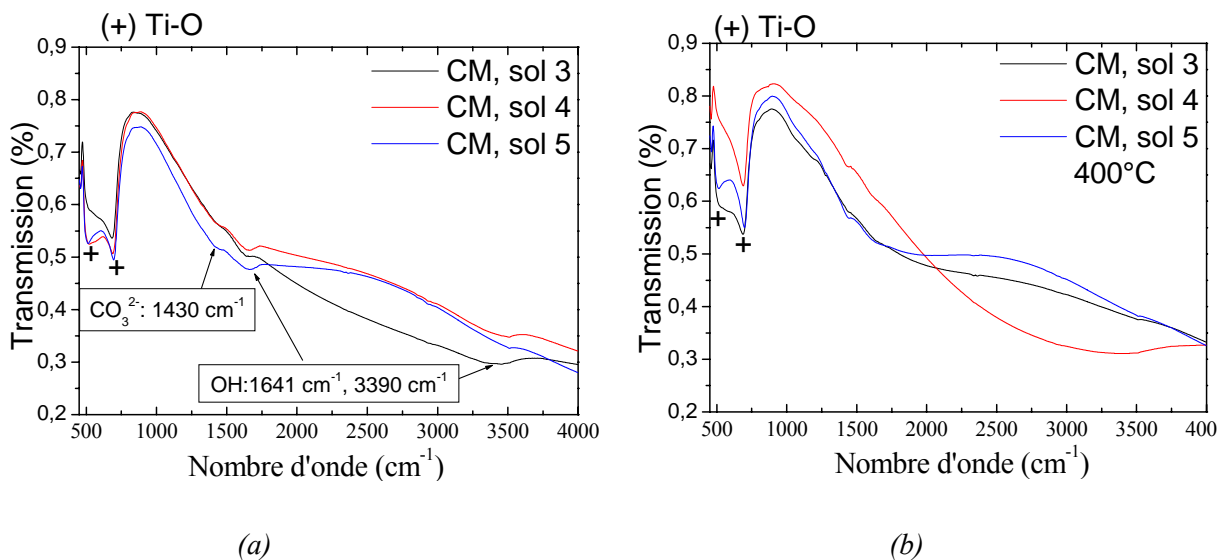 (+) Ti-O
0,9
0,8
0,7
0,6
0,5
0,4
0,3
0,2
Transmission (%)
CM, sol 3
CM, sol 4
CM, sol 5
+
+
CO₃²⁻: 1430 cm⁻¹
OH:1641 cm⁻¹, 3390 cm⁻¹
500 1000 1500 2000 2500 3000 3500 4000
Nombre d'onde (cm⁻¹)
(a)
(+) Ti-O
0,9
0,8
0,7
0,6
0,5
0,4
0,3
0,2
Transmission (%)
CM, sol 3
CM, sol 4
CM, sol 5
400°C
+
+
500 1000 1500 2000 2500 3000 3500 400
Nombre d'onde (cm⁻¹)
(b)